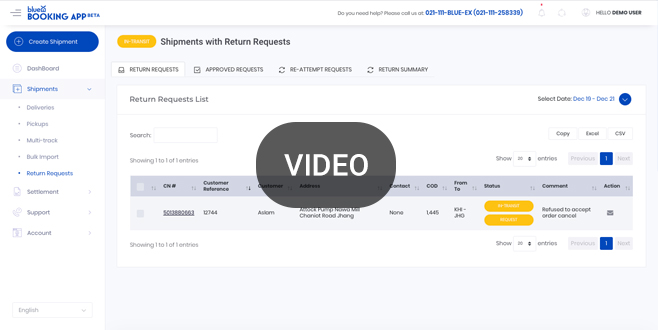 bluex
BOOKING APP BETA
Do you need help? Please call us at: 021-111-BLUE-EX (021-111-258339)
HELLO DEMO USER
Create Shipment
DashBoard
Shipments
Deliveries
Pickups
Multi-track
Bulk Import
Return Requests
Settlement
Support
Account
English
IN-TRANSIT Shipments with Return Requests
RETURN REQUESTS APPROVED REQUESTS RE-ATTEMPT REQUESTS RETURN SUMMARY
Return Requests List
Select Date: Dec 19 - Dec 21
Search:
Copy Excel CSV
Showing 1 to 1 of 1 entries
Show 25 entries Previous 1 Next
CN # Customer Reference Customer Address Contact COD From To Status Comment Action
5013880663 12744 Aslam Attock Pump Nawa Mill Chaniot Road Jhang None 1,445 KHI - JHG IN-TRANSIT REQUEST Refused to accept order cancel
VIDEO
Showing 1 to 1 of 1 entries
Show 25 entries Previous 1 Next